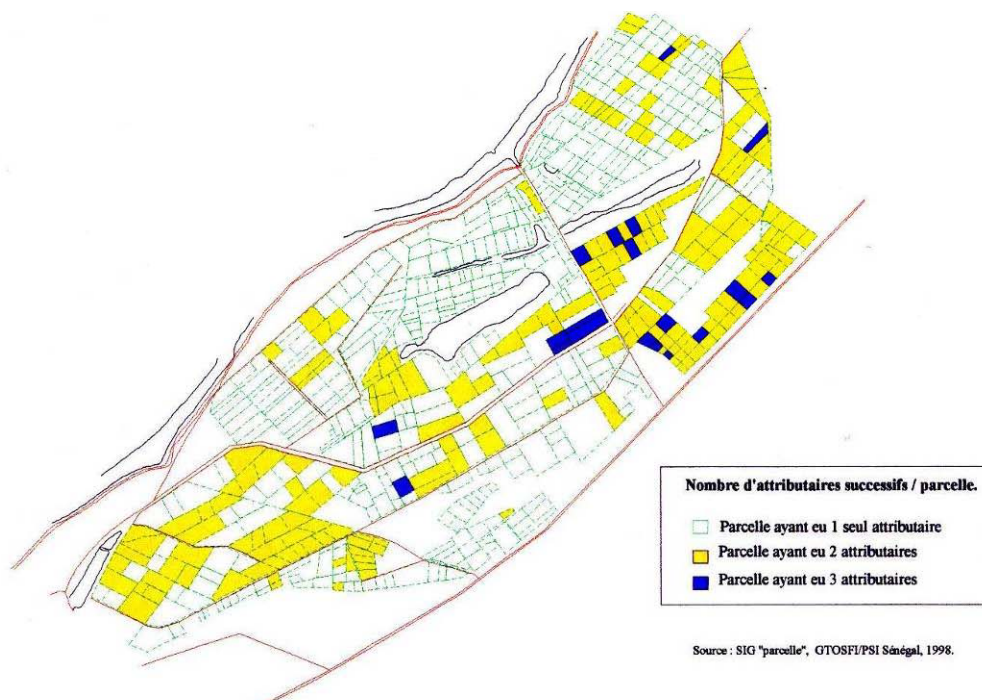 Nombre d'attributaires successifs / parcelle.
Parcelle ayant eu 1 seul attributaire
Parcelle ayant eu 2 attributaires
Parcelle ayant eu 3 attributaires
Source : SIG "parcelle", GTOSFI/PSI Sénégal, 1998.